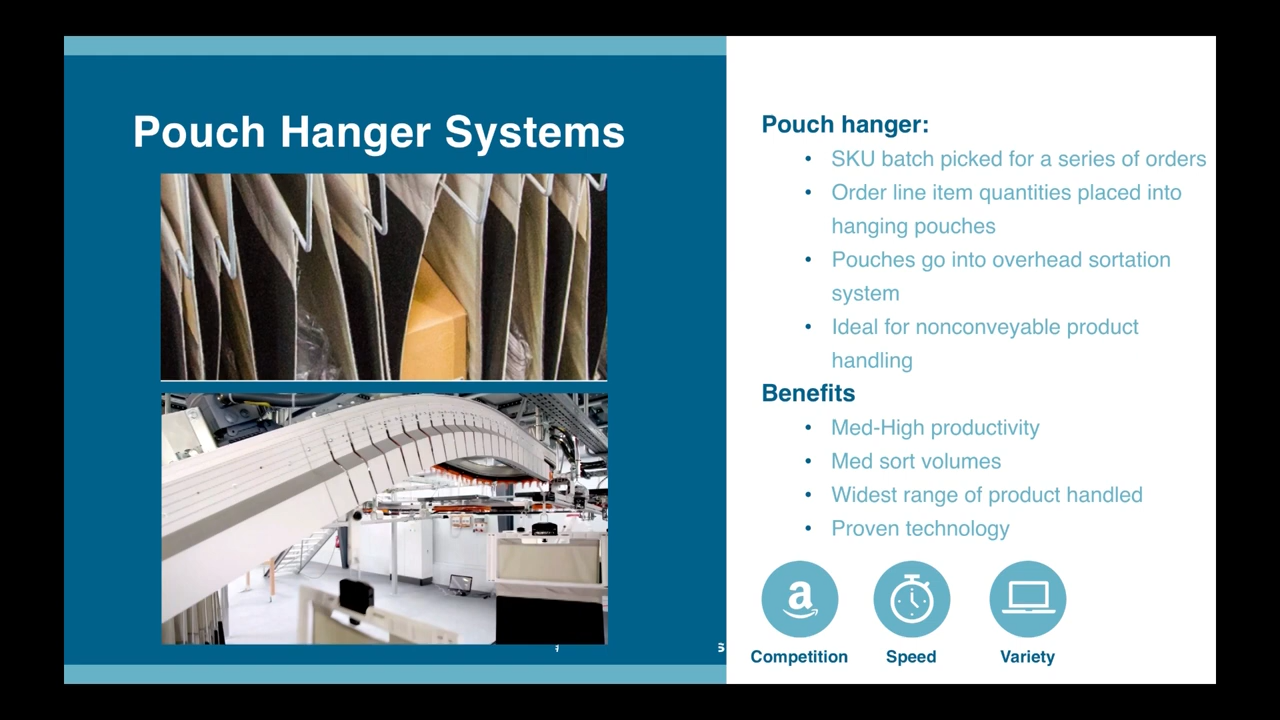 Pouch Hanger Systems
Pouch hanger:
• SKU batch picked for a series of orders
• Order line item quantities placed into
hanging pouches
• Pouches go into overhead sortation
system
• Ideal for nonconveyable product
handling
Benefits
• Med-High productivity
• Med sort volumes
• Widest range of product handled
• Proven technology
a
Competition
Speed
Variety